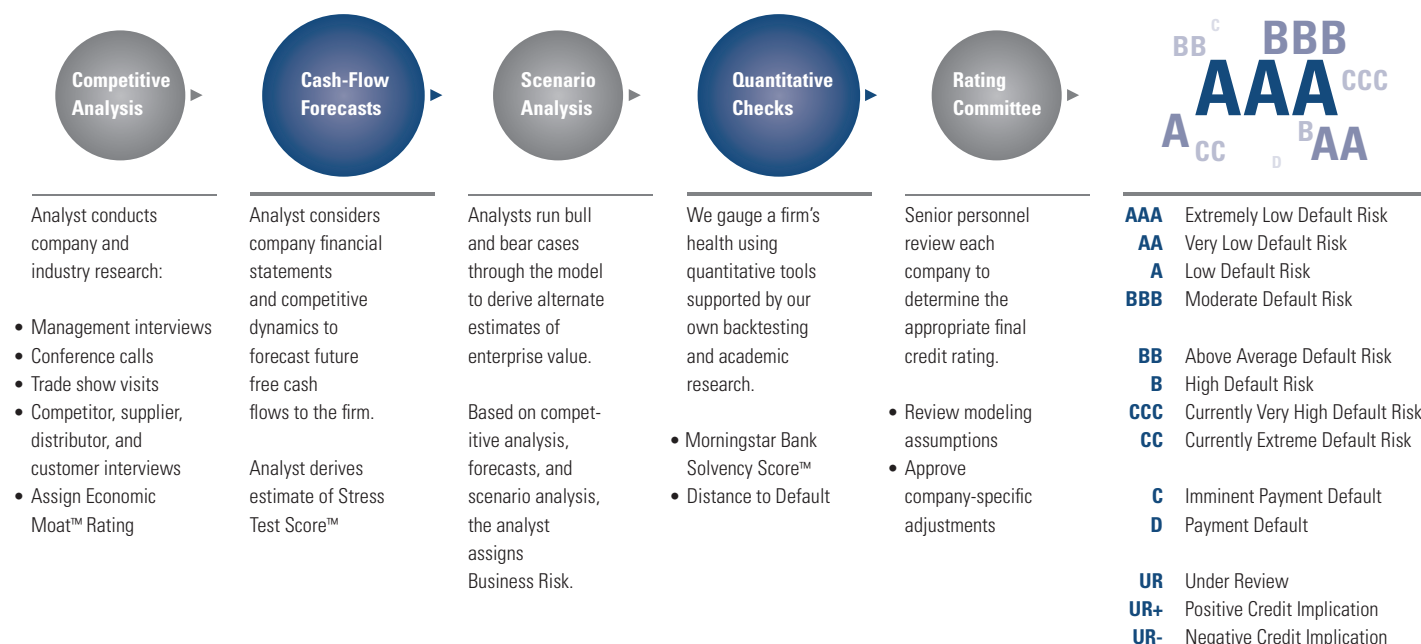 Competitive
Analysis
Cash-Flow
Forecasts
Scenario
Analysis
Quantitative
Checks
Rating
Committee
C
BB
BBB
AAA
CCC
A
CC
B
AA
D
Analyst conducts
company and
industry research:
• Management interviews
• Conference calls
• Trade show visits
• Competitor, supplier,
distributor, and
customer interviews
• Assign Economic
Moat™ Rating
Analyst considers
company financial
statements
and competitive
dynamics to
forecast future
free cash
flows to the firm.
Analyst derives
estimate of Stress
Test Score™
Analysts run bull
and bear cases
through the model
to derive alternate
estimates of
enterprise value.
Based on compet-
itive analysis,
forecasts, and
scenario analysis,
the analyst
assigns
Business Risk.
We gauge a firm's
health using
quantitative tools
supported by our
own backtesting
and academic
research.
• Morningstar Bank
Solvency Score™
• Distance to Default
Senior personnel
review each
company to
determine the
appropriate final
credit rating.
• Review modeling
assumptions
• Approve
company-specific
adjustments
AAA Extremely Low Default Risk
AA Very Low Default Risk
A Low Default Risk
BBB Moderate Default Risk
BB Above Average Default Risk
B High Default Risk
CCC Currently Very High Default Risk
CC Currently Extreme Default Risk
C Imminent Payment Default
D Payment Default
UR Under Review
UR+ Positive Credit Implication
UR- Negative Credit Implication